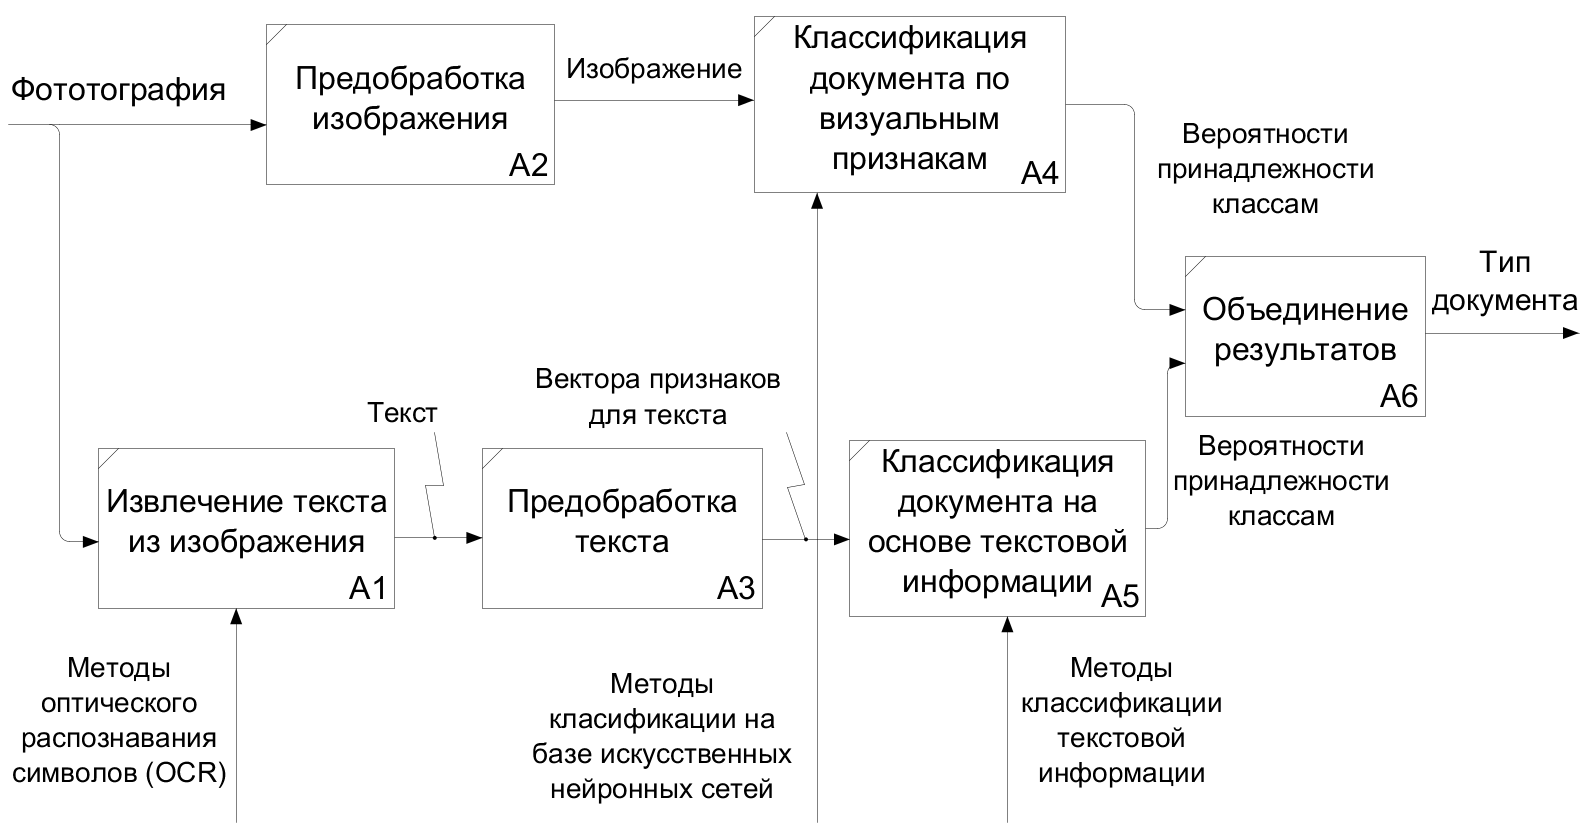 Фототография
Предобработка
изображения
A2
Изображение
Классификация
документа по
визуальным
признакам
A4
Вероятности
принадлежности
классам
Объединение
результатов
A6
Тип
документа
Текст
Вектора признаков
для текста
Извлечение текста
из изображения
A1
Предобработка
текста
A3
Классификация
документа на
основе текстовой
информации
A5
Вероятности
принадлежности
классам
Методы
оптического
распознавания
символов (OCR)
Методы
класификации на
базе искусственных
нейронных сетей
Методы
классификации
текстовой
информации